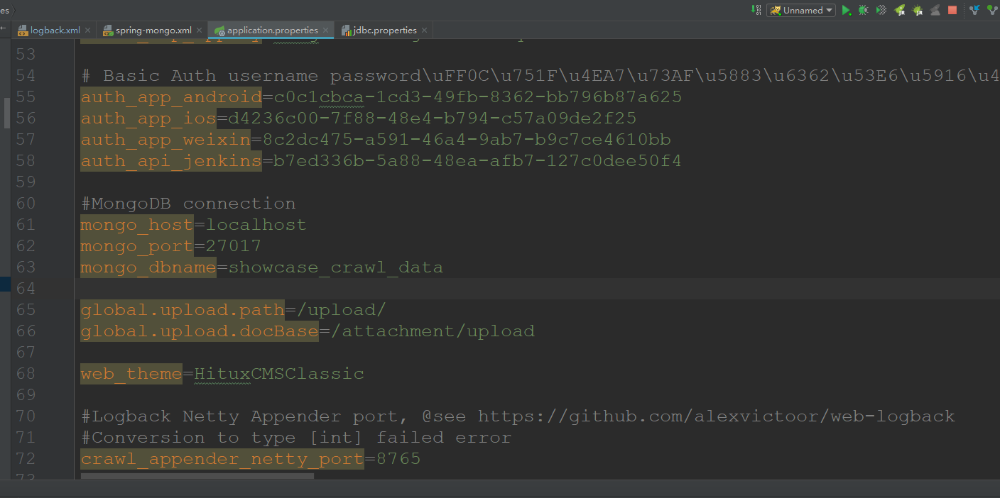 es
Unnamed
logback.xml
spring-mongo.xml
application.properties
jdbc.properties
53
54 # Basic Auth username password\uFF0C\u751F\u4EA7\u73AF\u5883\u6362\u53E6\u5916\u4
55 auth_app_android=c0c1cbca-1cd3-49fb-8362-bb796b87a625
56 auth_app_ios=d4236c00-7f88-48e4-b794-c57a09de2f25
57 auth_app_weixin=8c2dc475-a591-46a4-9ab7-b9c7ce4610bb
58 auth_api_jenkins=b7ed336b-5a88-48ea-afb7-127c0dee50f4
59
60 #MongoDB connection
61 mongo_host=localhost
62 mongo_port=27017
63 mongo_dbname=showcase_crawl_data
64
65 global.upload.path=/upload/
66 global.upload.docBase=/attachment/upload
67
68 web_theme=HituxCMSClassic
69
70 #Logback Netty Appender port, @see https://github.com/alexvictoor/web-logback
71 #Conversion to type [int] failed error
72 crawl_appender_netty_port=8765
73